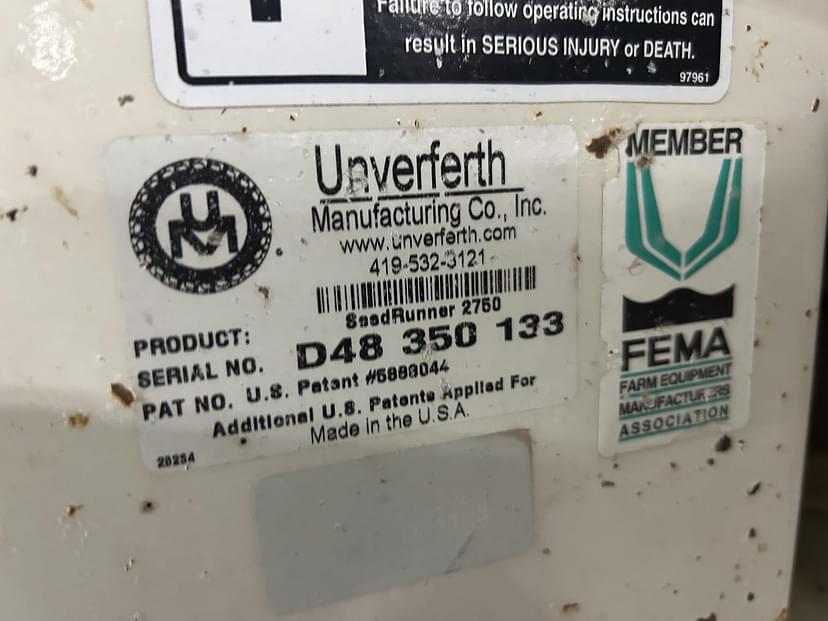 Failure to follow operating instructions can
result in SERIOUS INJURY or DEATH.
97961
UM
Unverferth
Manufacturing Co., Inc.
www.unverferth.com
419-532-3121
PRODUCT: SeedRunner 2750
SERIAL NO. D48 350 133
PAT NO. U.S. Patent
Additional U.S. Patents Applied For
Made in the U.S.A.
MEMBER
FEMA
FARM EQUIPMENT
MANUFACTURERS
ASSOCIATION